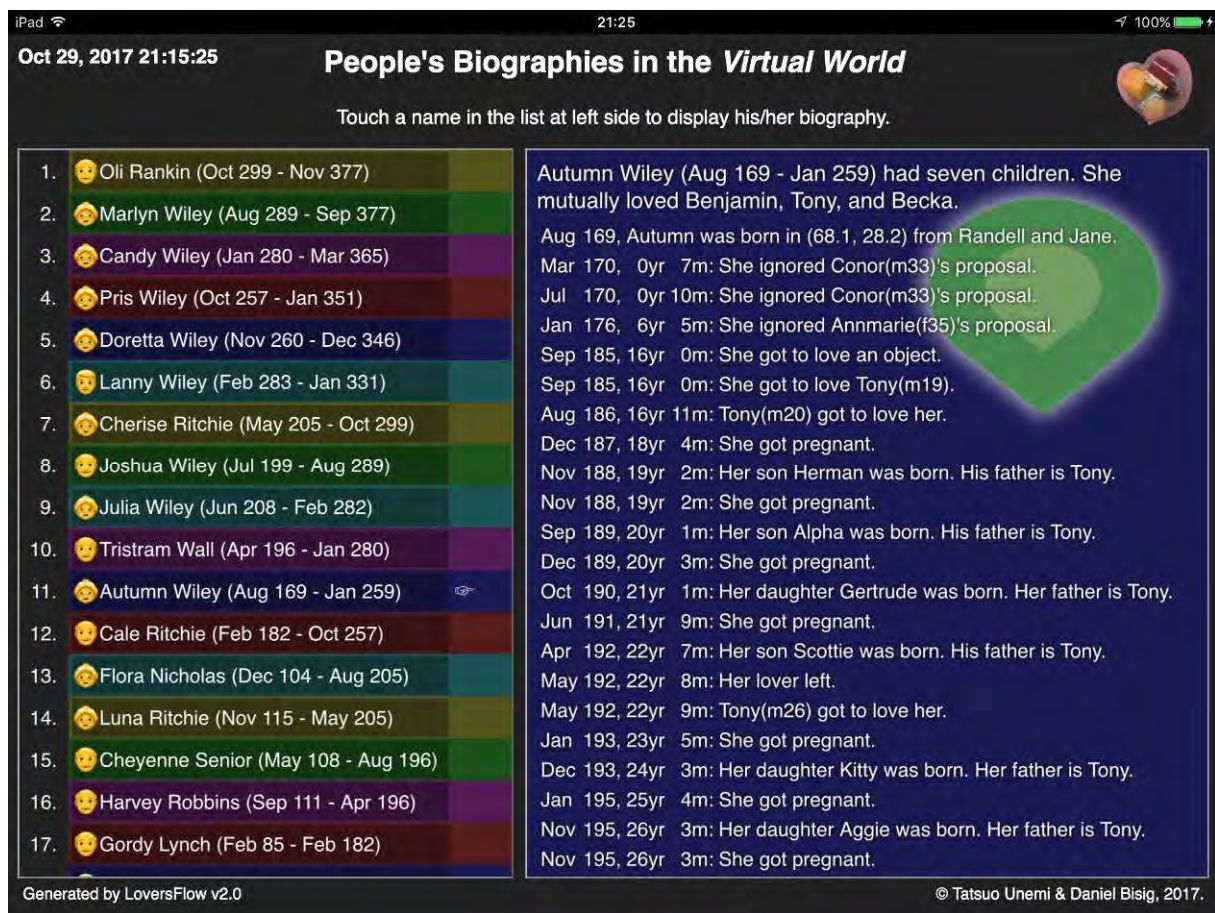 iPad 21:25 100%
Oct 29, 2017 21:15:25
People's Biographies in the Virtual World
Touch a name in the list at left side to display his/her biography.
1. Oli Rankin (Oct 299 - Nov 377)
2. Marlyn Wiley (Aug 289 - Sep 377)
3. Candy Wiley (Jan 280 - Mar 365)
4. Pris Wiley (Oct 257 - Jan 351)
5. Doretta Wiley (Nov 260 - Dec 346)
6. Lanny Wiley (Feb 283 - Jan 331)
7. Cherise Ritchie (May 205 - Oct 299)
8. Joshua Wiley (Jul 199 - Aug 289)
9. Julia Wiley (Jun 208 - Feb 282)
10. Tristram Wall (Apr 196 - Jan 280)
11. Autumn Wiley (Aug 169 - Jan 259)
12. Cale Ritchie (Feb 182 - Oct 257)
13. Flora Nicholas (Dec 104 - Aug 205)
14. Luna Ritchie (Nov 115 - May 205)
15. Cheyenne Senior (May 108 - Aug 196)
16. Harvey Robbins (Sep 111 - Apr 196)
17. Gordy Lynch (Feb 85 - Feb 182)
Autumn Wiley (Aug 169 - Jan 259) had seven children. She
mutually loved Benjamin, Tony, and Becka.
Aug 169, Autumn was born in (68.1, 28.2) from Randell and Jane.
Mar 170, 0yr 7m: She ignored Conor(m33)'s proposal.
Jul 170, 0yr 10m: She ignored Conor(m33)'s proposal.
Jan 176, 6yr 5m: She ignored Annmarie(f35)'s proposal.
Sep 185, 16yr 0m: She got to love an object.
Sep 185, 16yr 0m: She got to love Tony(m19).
Aug 186, 16yr 11m: Tony(m20) got to love her.
Dec 187, 18yr 4m: She got pregnant.
Nov 188, 19yr 2m: Her son Herman was born. His father is Tony.
Nov 188, 19yr 2m: She got pregnant.
Sep 189, 20yr 1m: Her son Alpha was born. His father is Tony.
Dec 189, 20yr 3m: She got pregnant.
Oct 190, 21yr 1m: Her daughter Gertrude was born. Her father is Tony.
Jun 191, 21yr 9m: She got pregnant.
Apr 192, 22yr 7m: Her son Scottie was born. His father is Tony.
May 192, 22yr 8m: Her lover left.
May 192, 22yr 9m: Tony(m26) got to love her.
Jan 193, 23yr 5m: She got pregnant.
Dec 193, 24yr 3m: Her daughter Kitty was born. Her father is Tony.
Jan 195, 25yr 4m: She got pregnant.
Nov 195, 26yr 3m: Her daughter Aggie was born. Her father is Tony.
Nov 195, 26yr 3m: She got pregnant.
Generated by LoversFlow v2.0
© Tatsuo Unemi & Daniel Bisig, 2017.